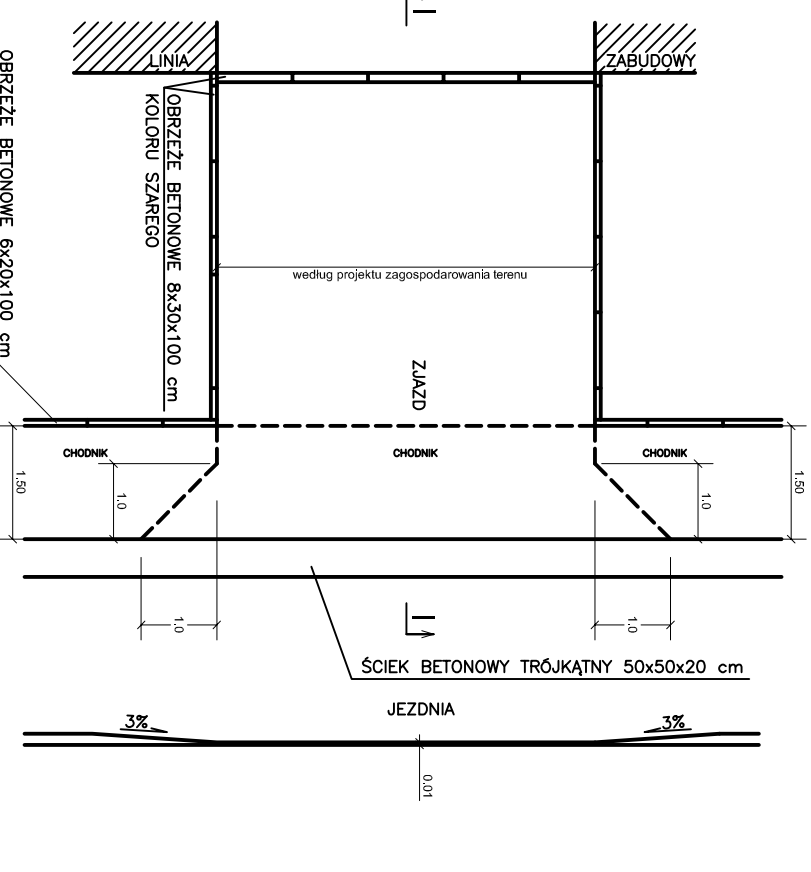 I
LINIA
ZABUDOWY
OBRZEŻE BETONOWE 6x20x100 cm
OBRZEŻE BETONOWE 8x30x100 cm
KOLORU SZAREGO
według projektu zagospodarowania terenu
ZJAZD
CHODNIK
CHODNIK
CHODNIK
1.50
1.0
1.0
1.50
1.0
1.0
I
ŚCIEK BETONOWY TRÓJKĄTNY 50x50x20 cm
JEZDNIA
3%
3%
0.01